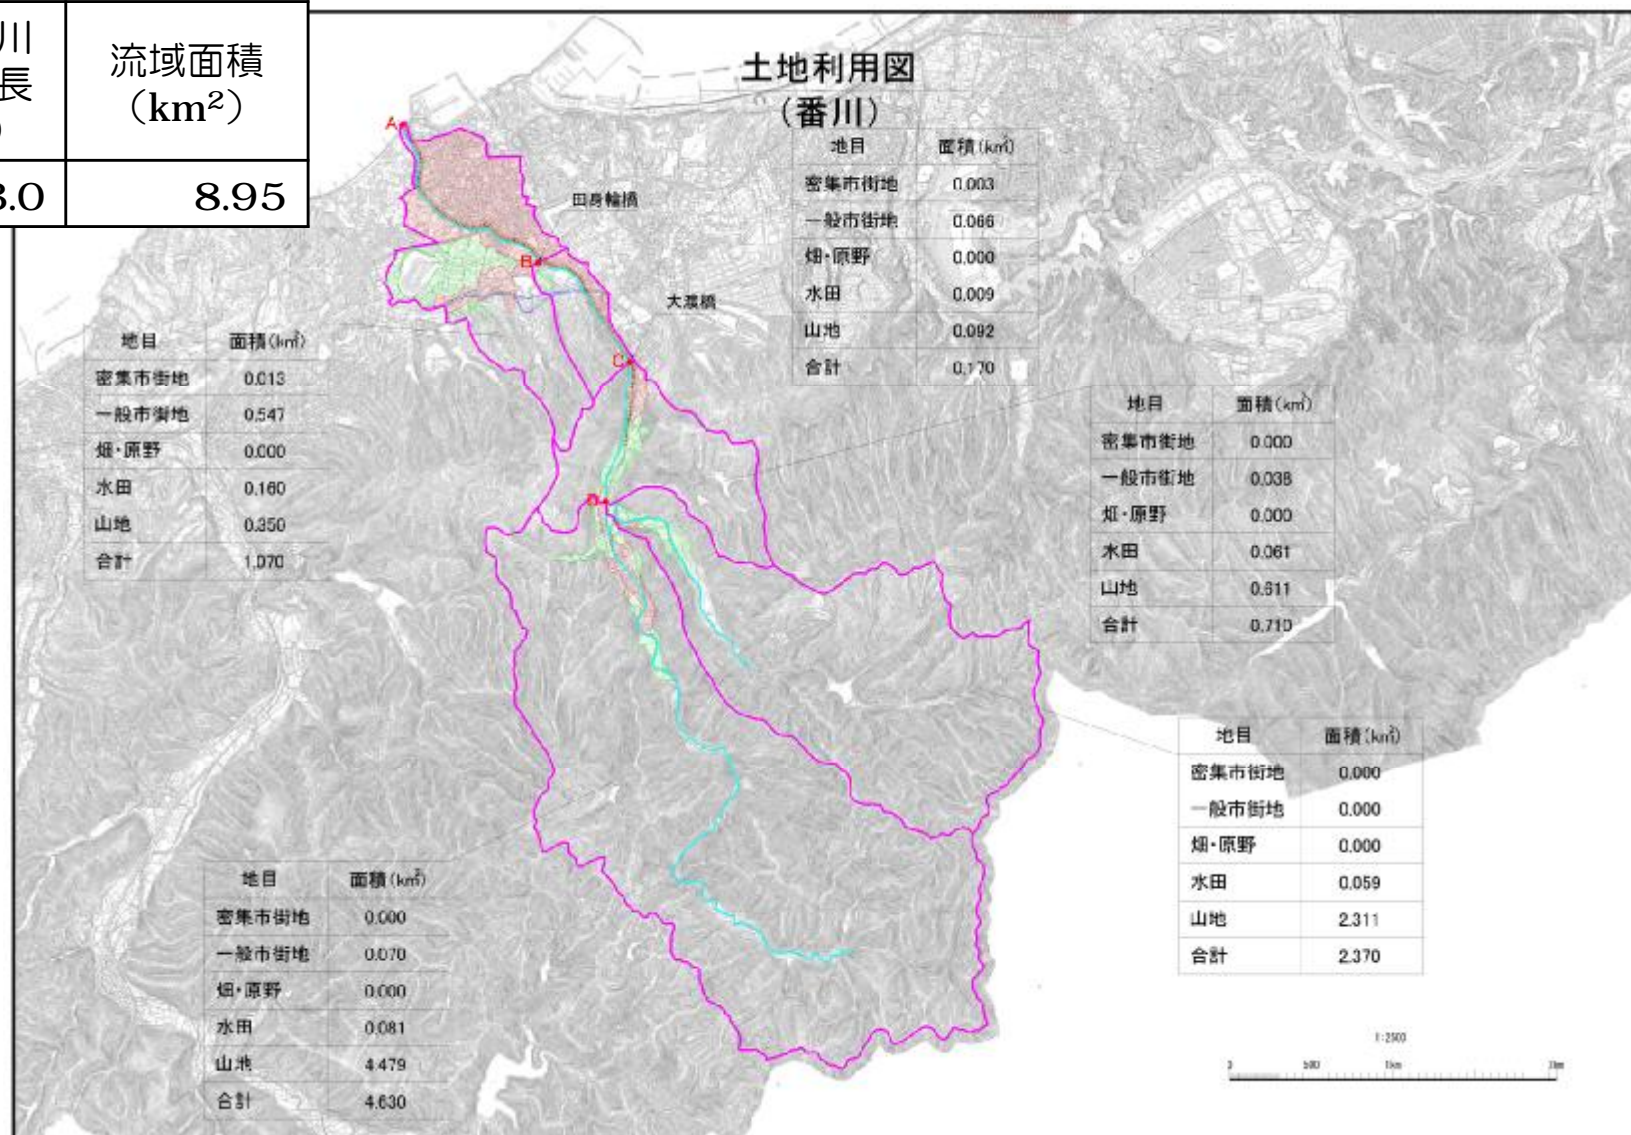 川 流域面積
長 （km²）
）
8.95
土地利用図
（番川）
A
B
C
D
田身輪橋
大渡橋
地目 面積(km²)
密集市街地 0.003
一般市街地 0.066
畑・原野 0.000
水田 0.009
山地 0.092
合計 0.170
地目 面積(km²)
密集市街地 0.013
一般市街地 0.547
畑・原野 0.000
水田 0.160
山地 0.350
合計 1.070
地目 面積(km²)
密集市街地 0.000
一般市街地 0.038
畑・原野 0.000
水田 0.061
山地 0.611
合計 0.710
地目 面積(km²)
密集市街地 0.000
一般市街地 0.000
畑・原野 0.000
水田 0.059
山地 2.311
合計 2.370
地目 面積(km²)
密集市街地 0.000
一般市街地 0.070
畑・原野 0.000
水田 0.081
山地 4.479
合計 4.630
1:2500
0 500 1km 2km